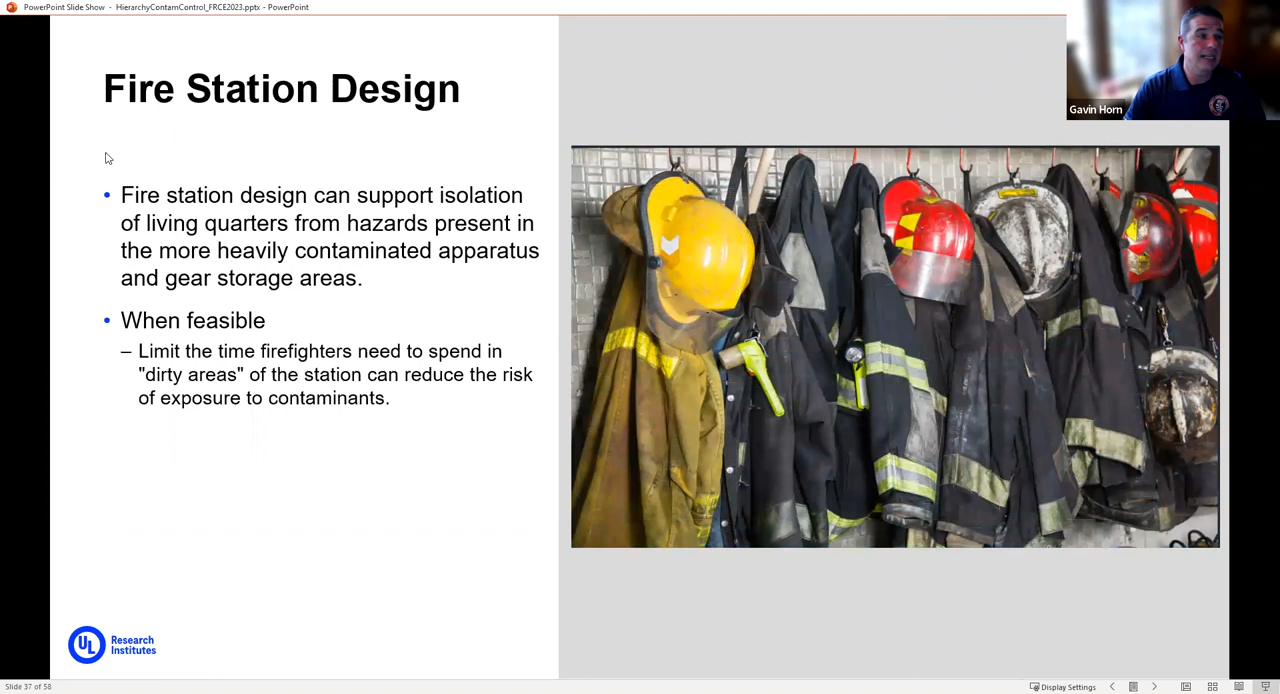 PowerPoint Slide Show - HierarchyContamControl_FRCE2023.pptx - PowerPoint
Gavin Horn
Fire Station Design
• Fire station design can support isolation
of living quarters from hazards present in
the more heavily contaminated apparatus
and gear storage areas.
• When feasible
– Limit the time firefighters need to spend in
"dirty areas" of the station can reduce the risk
of exposure to contaminants.
UL
Research
Institutes
Slide 37 of 58
Display Settings